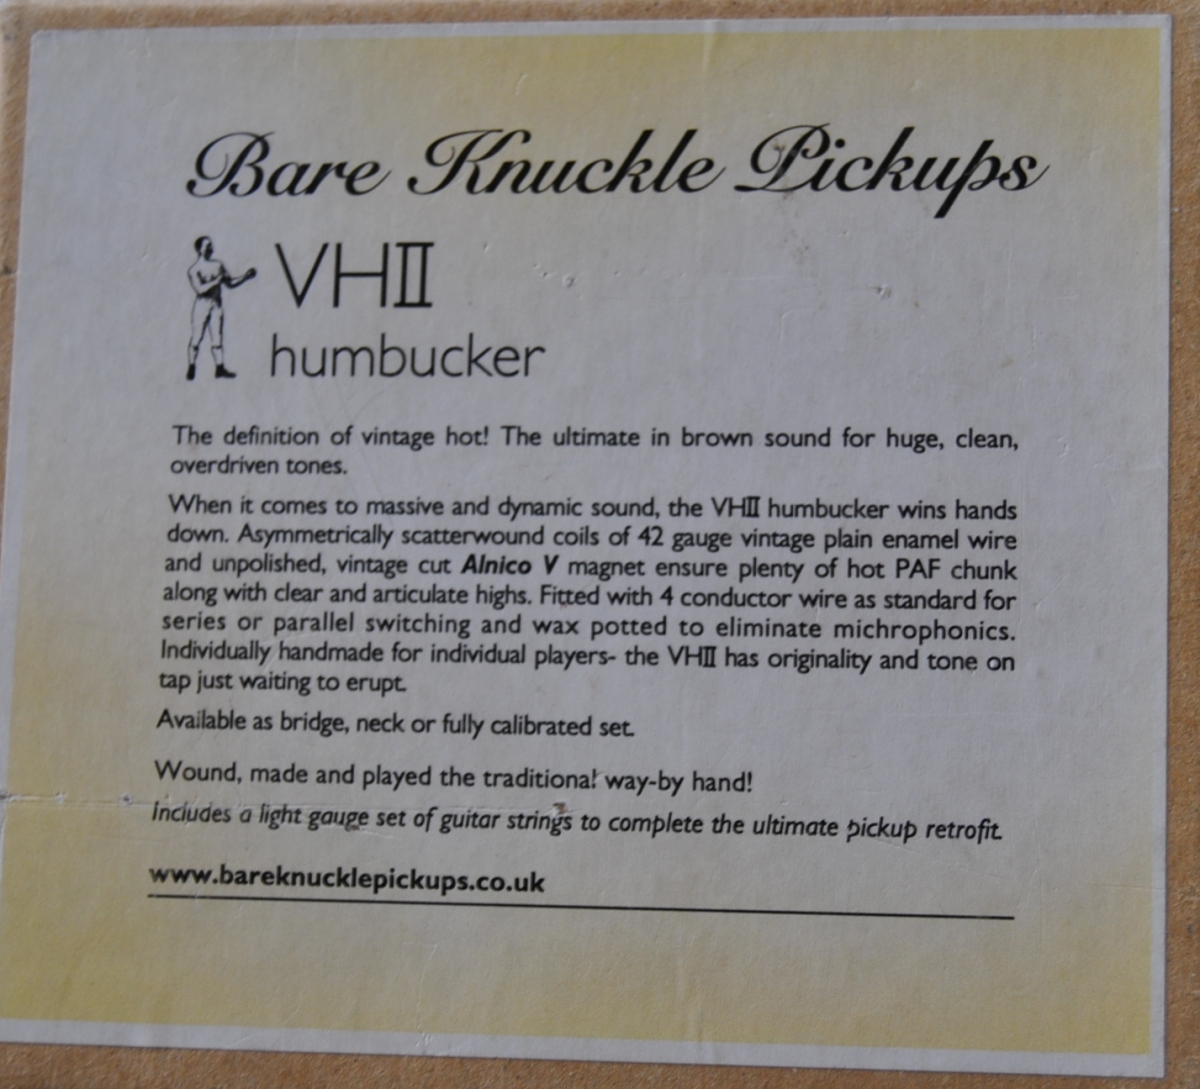 Bare Knuckle Pickups
VHII
humbucker
The definition of vintage hot! The ultimate in brown sound for huge, clean,
overdriven tones.
When it comes to massive and dynamic sound, the VHII humbucker wins hands
down. Asymmetrically scatterwound coils of 42 gauge vintage plain enamel wire
and unpolished, vintage cut Alnico V magnet ensure plenty of hot PAF chunk
along with clear and articulate highs. Fitted with 4 conductor wire as standard for
series or parallel switching and wax potted to eliminate michrophonics.
Individually handmade for individual players- the VHII has originality and tone on
tap just waiting to erupt.
Available as bridge, neck or fully calibrated set.
Wound, made and played the traditional way-by hand!
Includes a light gauge set of guitar strings to complete the ultimate pickup retrofit.
www.bareknucklepickups.co.uk